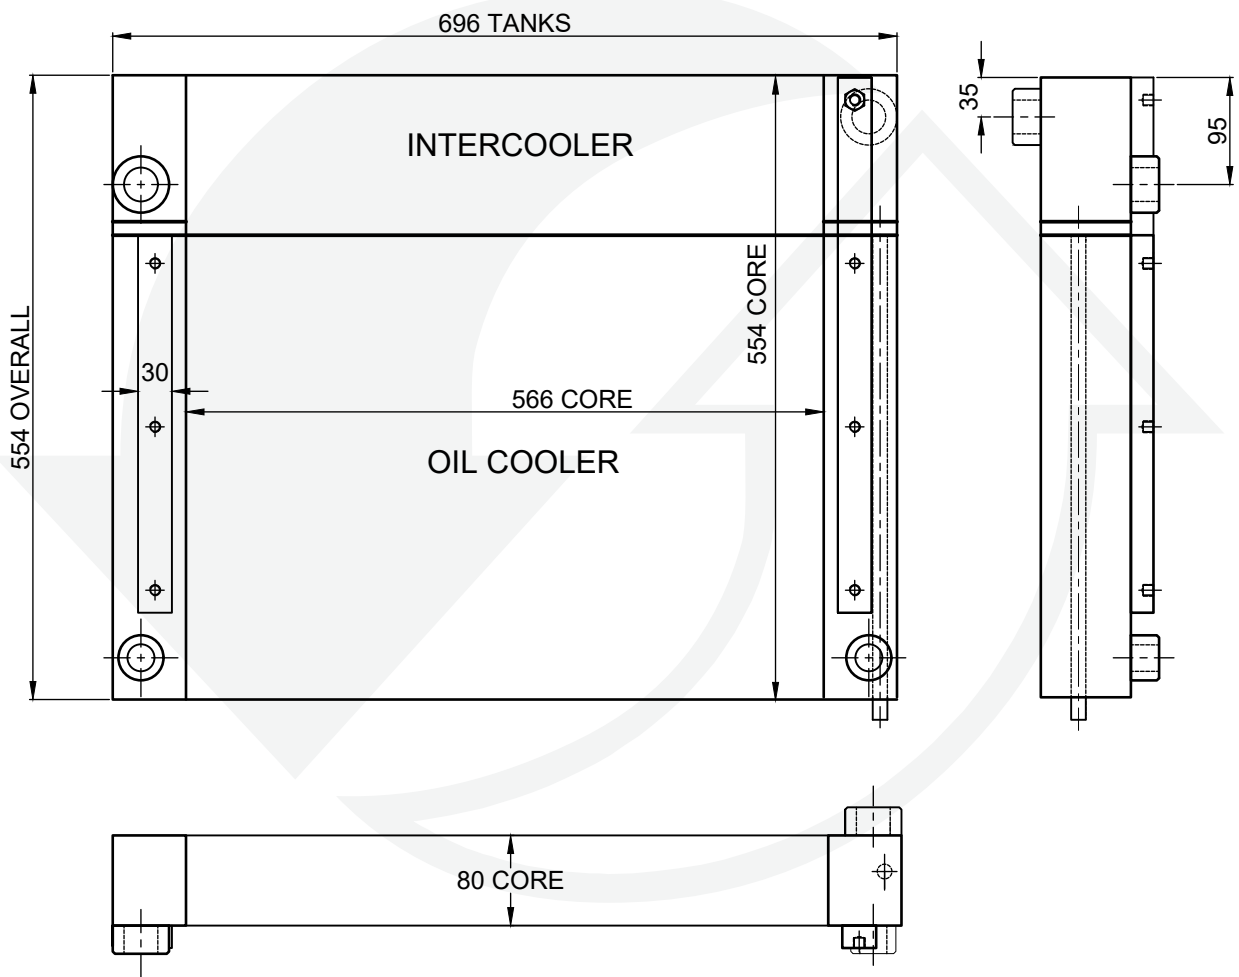 696 TANKS
35
95
INTERCOOLER
554 OVERALL
554 CORE
30
566 CORE
OIL COOLER
80 CORE